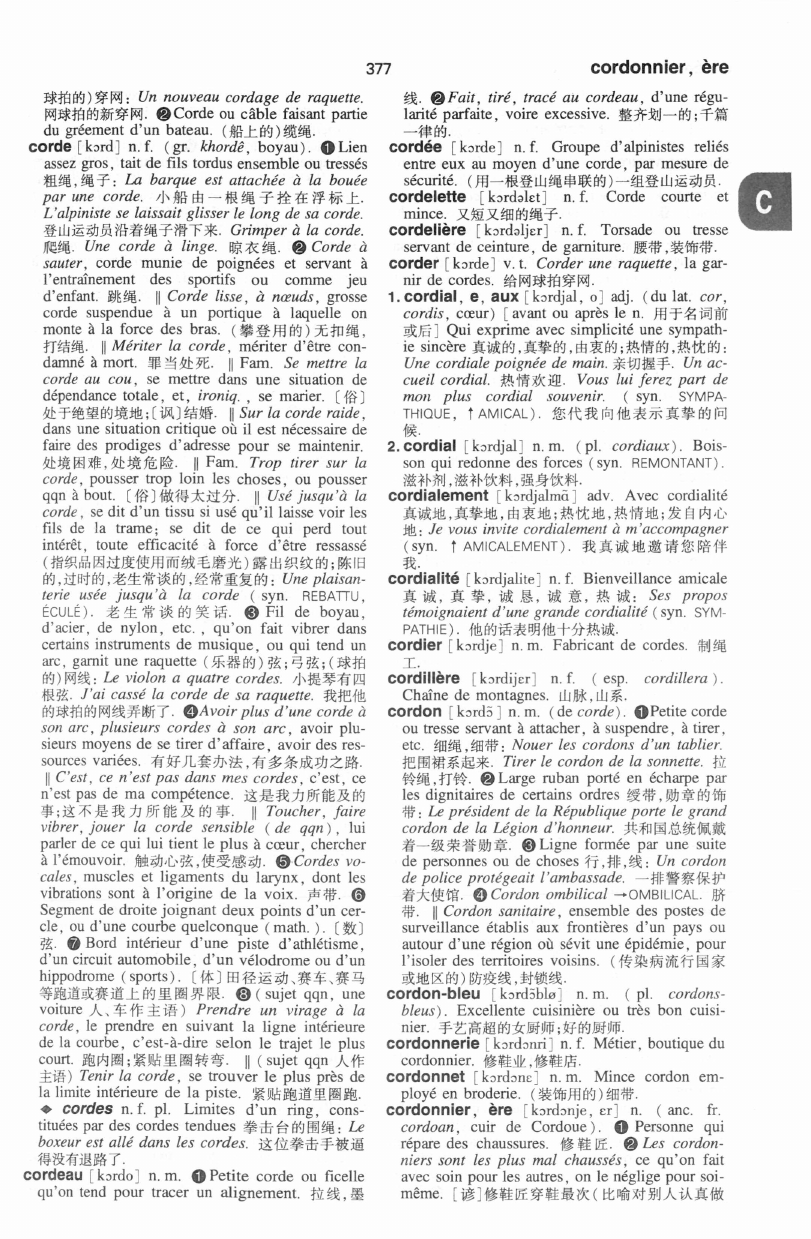 377
cordonnier, ère
球拍的)穿网: Un nouveau cordage de raquette.
网球拍的新穿网. ❷Corde ou câble faisant partie
du gréement d'un bateau. (船上的)缆绳.
corde [kɔrd] n. f. (gr. khordê, boyau). ❶Lien
assez gros, tait de fils tordus ensemble ou tressés
粗绳,绳子: La barque est attachée à la bouée
par une corde. 小船由一根绳子拴在浮标上.
L'alpiniste se laissait glisser le long de sa corde.
登山运动员沿着绳子滑下来. Grimper à la corde.
爬绳. Une corde à linge. 晾衣绳. ❷ Corde à
sauter, corde munie de poignées et servant à
l'entraînement des sportifs ou comme jeu
d'enfant. 跳绳. ‖ Corde lisse, à nœuds, grosse
corde suspendue à un portique à laquelle on
monte à la force des bras. (攀登用的)无扣绳,
打结绳. ‖ Mériter la corde, mériter d'être con-
damné à mort. 罪当处死. ‖ Fam. Se mettre la
corde au cou, se mettre dans une situation de
dépendance totale, et, ironiq. , se marier. [俗]
处于绝望的境地;[讽]结婚. ‖ Sur la corde raide,
dans une situation critique où il est nécessaire de
faire des prodiges d'adresse pour se maintenir.
处境困难,处境危险. ‖ Fam. Trop tirer sur la
corde, pousser trop loin les choses, ou pousser
qqn à bout. [俗]做得太过分. ‖ Usé jusqu'à la
corde, se dit d'un tissu si usé qu'il laisse voir les
fils de la trame; se dit de ce qui perd tout
intérêt, toute efficacité à force d'être ressassé
(指织品因过度使用而绒毛磨光)露出织纹的;陈旧
的,过时的,老生常谈的,经常重复的: Une plaisan-
terie usée jusqu'à la corde (syn. REBATTU,
ÉCULÉ). 老生常谈的笑话. ❸ Fil de boyau,
d'acier, de nylon, etc. , qu'on fait vibrer dans
certains instruments de musique, ou qui tend un
arc, garnit une raquette (乐器的)弦;弓弦;(球拍
的)网线: Le violon a quatre cordes. 小提琴有四
根弦. J'ai cassé la corde de sa raquette. 我把他
的球拍的网线弄断了. ❹Avoir plus d'une corde à
son arc, plusieurs cordes à son arc, avoir plu-
sieurs moyens de se tirer d'affaire, avoir des res-
sources variées. 有好几套办法,有多条成功之路.
‖ C'est, ce n'est pas dans mes cordes, c'est, ce
n'est pas de ma compétence. 这是我力所能及的
事;这不是我力所能及的事. ‖ Toucher, faire
vibrer, jouer la corde sensible (de qqn), lui
parler de ce qui lui tient le plus à cœur, chercher
à l'émouvoir. 触动心弦,使受感动. ❺Cordes vo-
cales, muscles et ligaments du larynx, dont les
vibrations sont à l'origine de la voix. 声带. ❻
Segment de droite joignant deux points d'un cer-
cle, ou d'une courbe quelconque (math.). [数]
弦. ❼ Bord intérieur d'une piste d'athlétisme,
d'un circuit automobile, d'un vélodrome ou d'un
hippodrome (sports). [体]田径运动、赛车、赛马
等跑道或赛道上的里圈界限. ❽(sujet qqn, une
voiture 人、车作主语) Prendre un virage à la
corde, le prendre en suivant la ligne intérieure
de la courbe, c'est-à-dire selon le trajet le plus
court. 跑内圈;紧贴里圈转弯. ‖ (sujet qqn 人作
主语) Tenir la corde, se trouver le plus près de
la limite intérieure de la piste. 紧贴跑道里圈跑.
◆ cordes n. f. pl. Limites d'un ring, cons-
tituées par des cordes tendues 拳击台的围绳: Le
boxeur est allé dans les cordes. 这位拳击手被逼
得没有退路了.
cordeau [kɔrdo] n. m. ❶Petite corde ou ficelle
qu'on tend pour tracer un alignement. 拉线,墨
线. ❷Fait, tiré, tracé au cordeau, d'une régu-
larité parfaite, voire excessive. 整齐划一的;千篇
一律的.
cordée [kɔrde] n. f. Groupe d'alpinistes reliés
entre eux au moyen d'une corde, par mesure de
sécurité. (用一根登山绳串联的)一组登山运动员.
cordelette [kɔrdəlɛt] n. f. Corde courte et
mince. 又短又细的绳子.
cordelière [kɔrdəljɛr] n. f. Torsade ou tresse
servant de ceinture, de garniture. 腰带,装饰带.
corder [kɔrde] v. t. Corder une raquette, la gar-
nir de cordes. 给网球拍穿网.
1. cordial, e, aux [kɔrdjal, o] adj. (du lat. cor,
cordis, cœur) [avant ou après le n. 用于名词前
或后] Qui exprime avec simplicité une sympath-
ie sincère 真诚的,真挚的,由衷的;热情的,热忱的:
Une cordiale poignée de main. 亲切握手. Un ac-
cueil cordial. 热情欢迎. Vous lui ferez part de
mon plus cordial souvenir. ( syn. SYMPA-
THIQUE, ↑AMICAL). 您代我向他表示真挚的问
候.
2. cordial [kɔrdjal] n. m. (pl. cordiaux). Bois-
son qui redonne des forces (syn. REMONTANT).
滋补剂,滋补饮料,强身饮料.
cordialement [kɔrdjalmɑ̃] adv. Avec cordialité
真诚地,真挚地,由衷地;热忱地,热情地;发自内心
地: Je vous invite cordialement à m'accompagner
(syn. ↑ AMICALEMENT). 我真诚地邀请您陪伴
我.
cordialité [kɔrdjalite] n. f. Bienveillance amicale
真诚,真挚,诚恳,诚意,热诚: Ses propos
témoignaient d'une grande cordialité (syn. SYM-
PATHIE). 他的话表明他十分热诚.
cordier [kɔrdje] n. m. Fabricant de cordes. 制绳
工.
cordillère [kɔrdijɛr] n. f. ( esp. cordillera ).
Chaîne de montagnes. 山脉,山系.
cordon [kɔrdɔ̃] n. m. (de corde). ❶Petite corde
ou tresse servant à attacher, à suspendre, à tirer,
etc. 细绳,细带: Nouer les cordons d'un tablier.
把围裙系起来. Tirer le cordon de la sonnette. 拉
铃绳,打铃. ❷Large ruban porté en écharpe par
les dignitaires de certains ordres 绶带,勋章的饰
带: Le président de la République porte le grand
cordon de la Légion d'honneur. 共和国总统佩戴
着一级荣誉勋章. ❸Ligne formée par une suite
de personnes ou de choses 行,排,线: Un cordon
de police protégeait l'ambassade. 一排警察保护
着大使馆. ❹Cordon ombilical →OMBILICAL. 脐
带. ‖ Cordon sanitaire, ensemble des postes de
surveillance établis aux frontières d'un pays ou
autour d'une région où sévit une épidémie, pour
l'isoler des territoires voisins. (传染病流行国家
或地区的)防疫线,封锁线.
cordon-bleu [kɔrdɔ̃blø] n. m. ( pl. cordons-
bleus). Excellente cuisinière ou très bon cuisi-
nier. 手艺高超的女厨师;好的厨师.
cordonnerie [kɔrdɔnri] n. f. Métier, boutique du
cordonnier. 修鞋业,修鞋店.
cordonnet [kɔrdɔnɛ] n. m. Mince cordon em-
ployé en broderie. (装饰用的)细带.
cordonnier, ère [kɔrdɔnje, ɛr] n. (anc. fr.
cordoan, cuir de Cordoue). ❶ Personne qui
répare des chaussures. 修鞋匠. ❷ Les cordon-
niers sont les plus mal chaussés, ce qu'on fait
avec soin pour les autres, on le néglige pour soi-
même. [谚]修鞋匠穿鞋最次(比喻对别人认真做
C